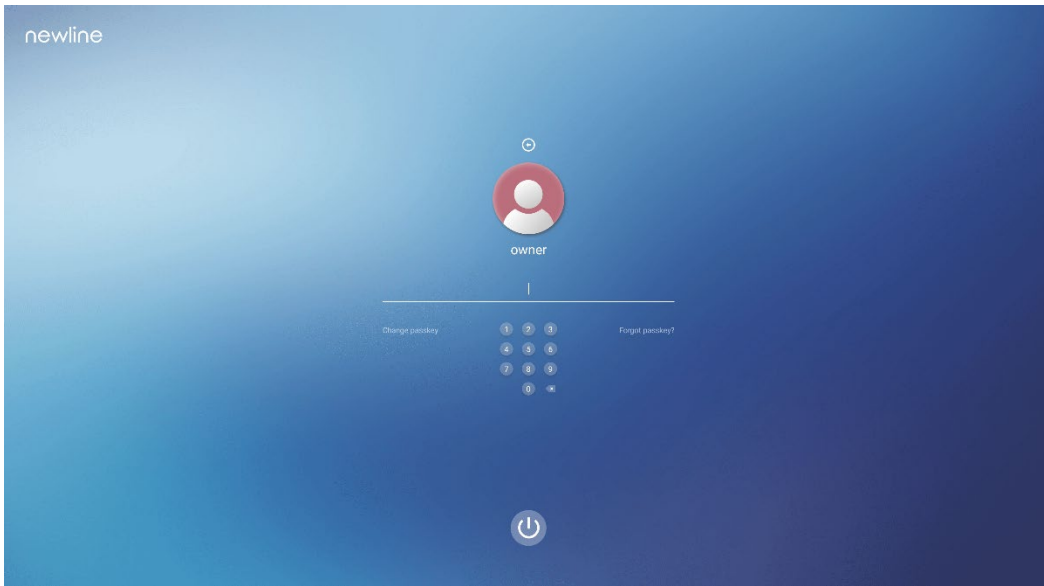 newline
owner
Change passkey
Forgot passkey?
1 2 3
4 5 6
7 8 9
0